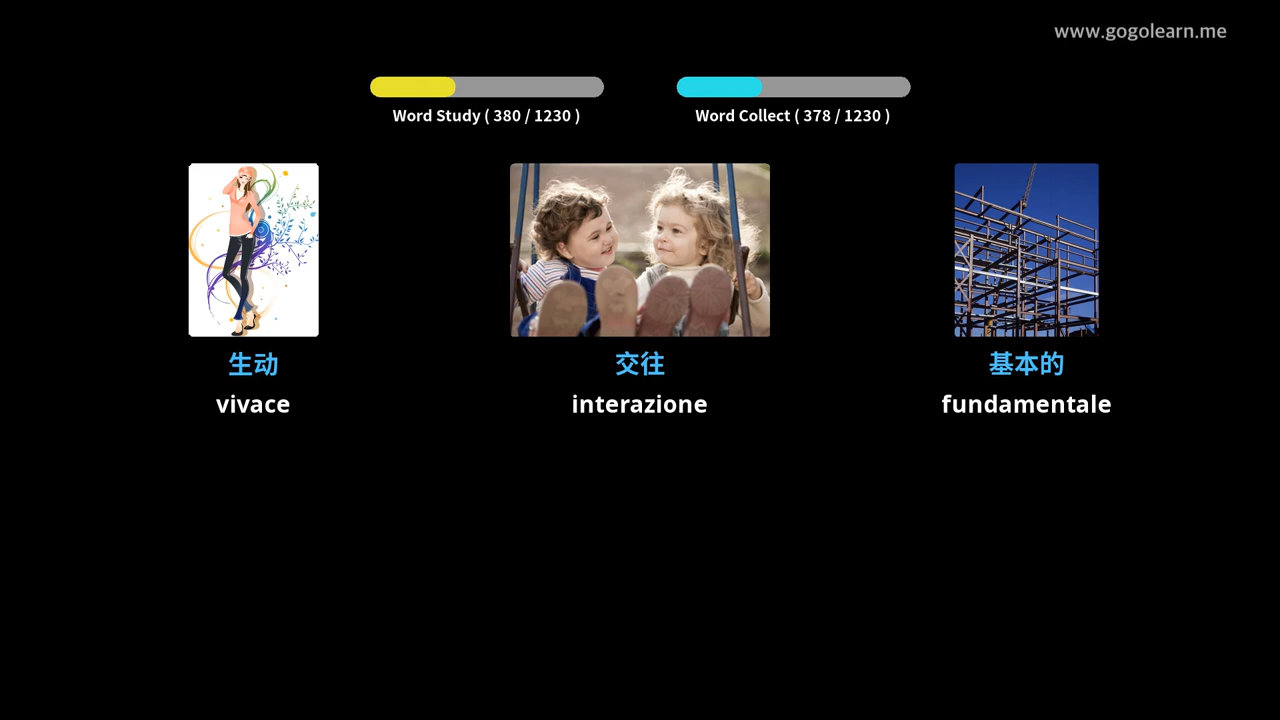 www.gogolearn.me
Word Study ( 380 / 1230 )
Word Collect ( 378 / 1230 )
生动
交往
基本的
vivace
interazione
fundamentale